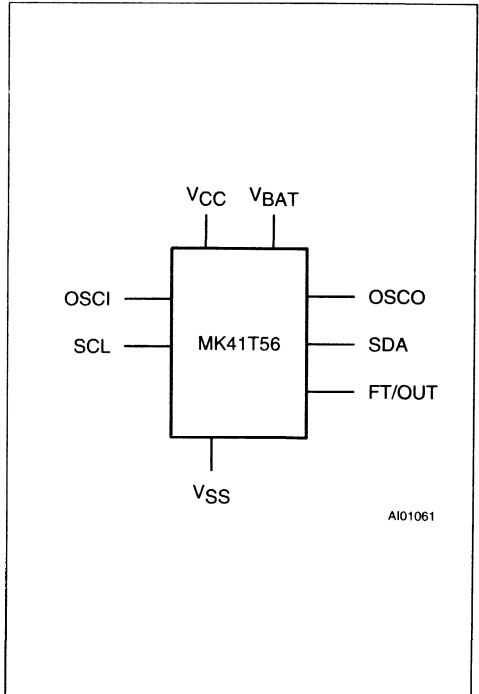 VCC VBAT
OSCI OSCO
SCL MK41T56 SDA
FT/OUT
VSS
AI01061